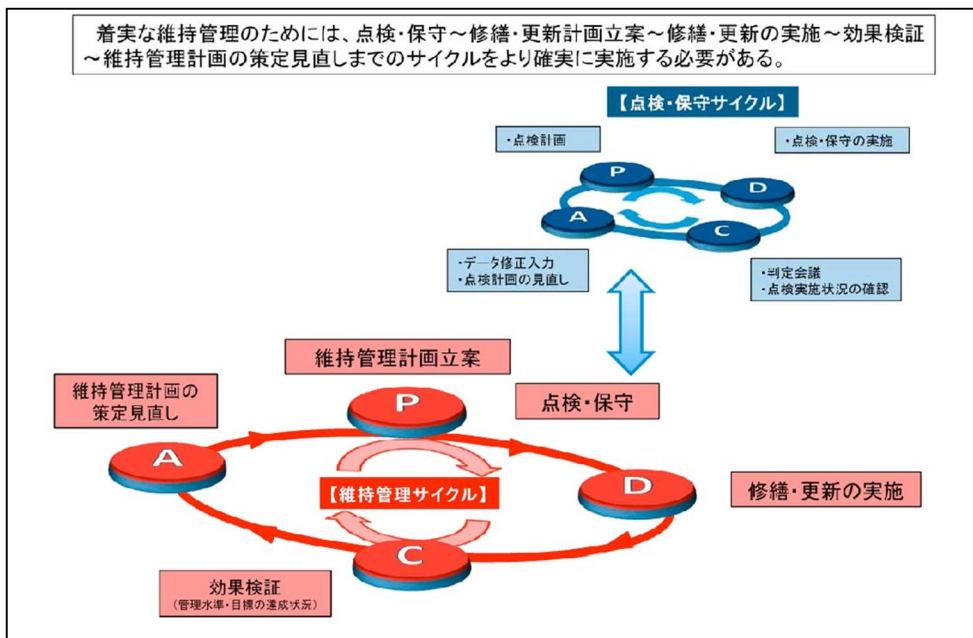 着実な維持管理のためには、点検・保守～修繕・更新計画立案～修繕・更新の実施～効果検証
～維持管理計画の策定見直しまでのサイクルをより確実に実施する必要がある。
【点検・保守サイクル】
・点検計画
・点検・保守の実施
P
D
A
C
・データ修正入力
・点検計画の見直し
・判定会議
・点検実施状況の確認
維持管理計画立案
維持管理計画の
策定見直し
点検・保守
P
A
【維持管理サイクル】
D
修繕・更新の実施
C
効果検証
(管理水準・目標の達成状況)